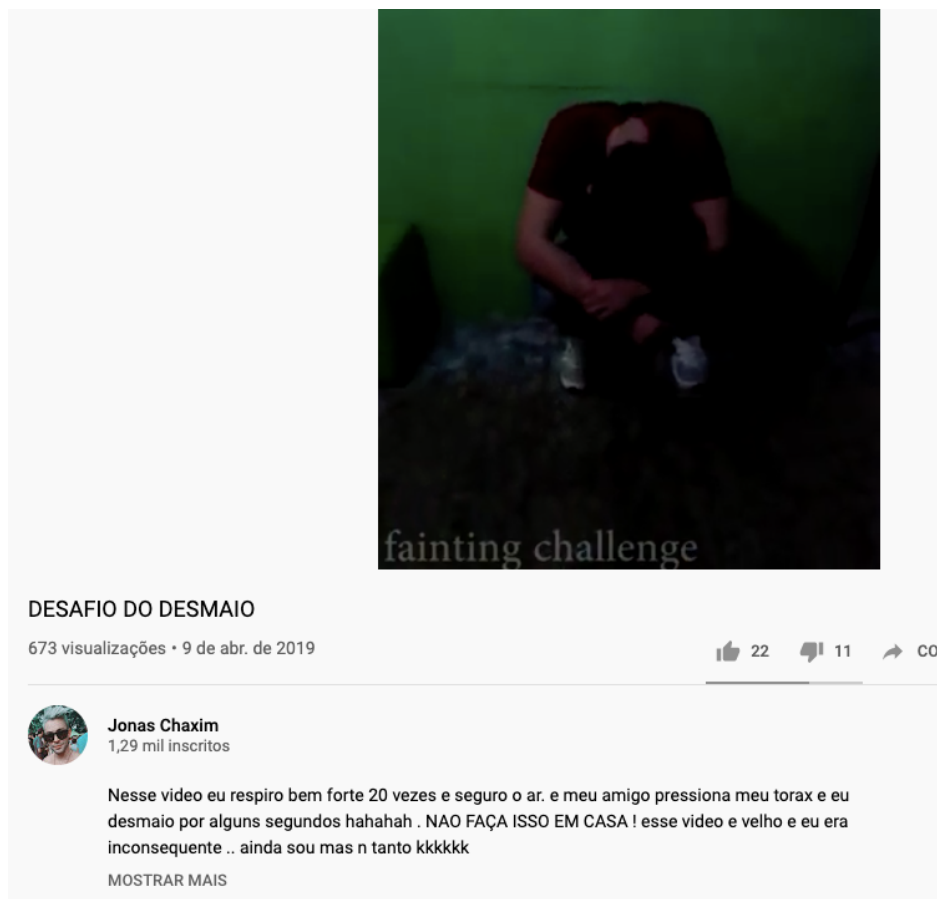 fainting challenge
DESAFIO DO DESMAIO
673 visualizações • 9 de abr. de 2019
22 11 CO
Jonas Chaxim
1,29 mil inscritos
Nesse video eu respiro bem forte 20 vezes e seguro o ar. e meu amigo pressiona meu torax e eu
desmaio por alguns segundos hahahah . NAO FAÇA ISSO EM CASA ! esse video e velho e eu era
inconsequente .. ainda sou mas n tanto kkkkkk
MOSTRAR MAIS